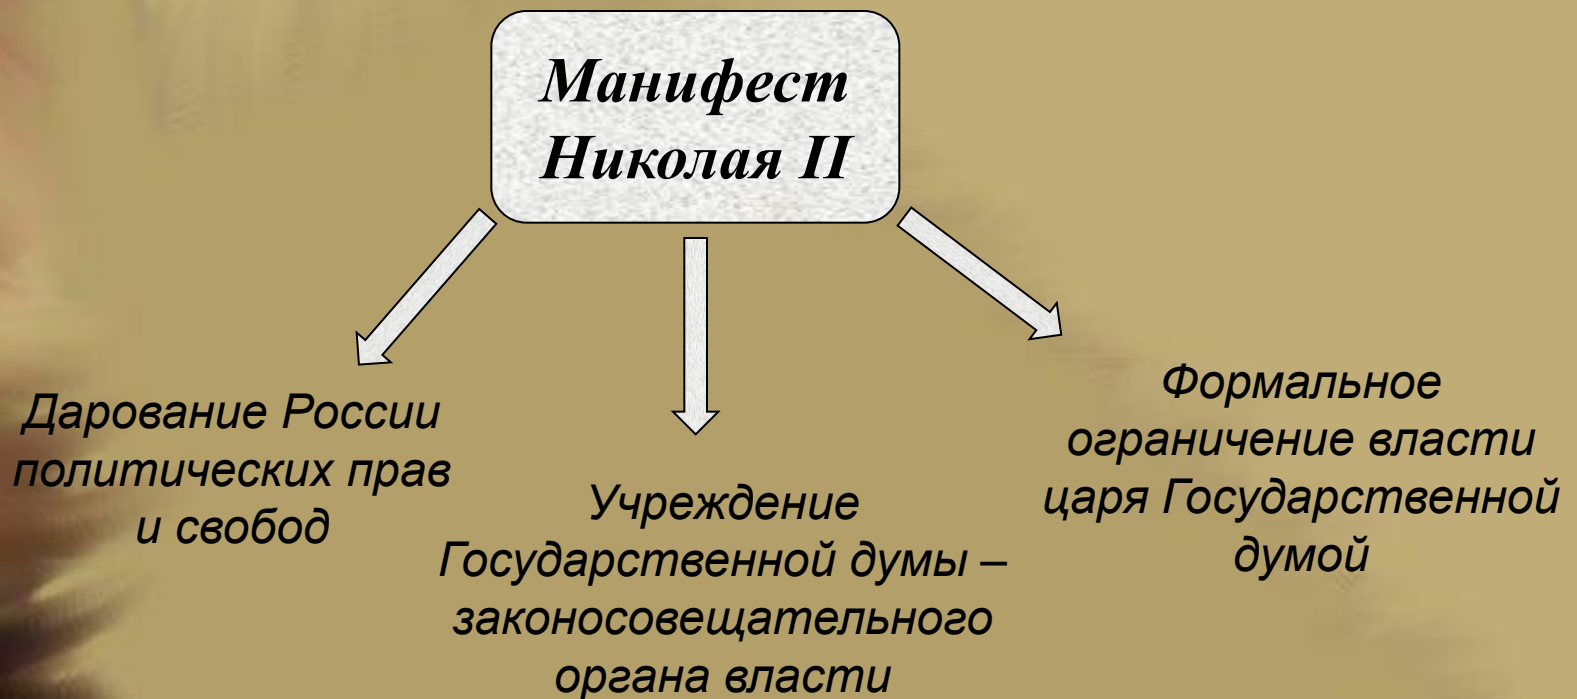 Манифест
Николая II
Дарование России
политических прав
и свобод
Учреждение
Государственной думы –
законосовещательного
органа власти
Формальное
ограничение власти
царя Государственной
думой